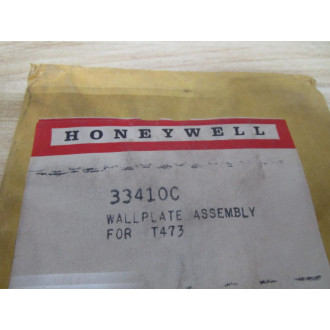 HONEYWELL
33410C
WALLPLATE ASSEMBLY
FOR T473